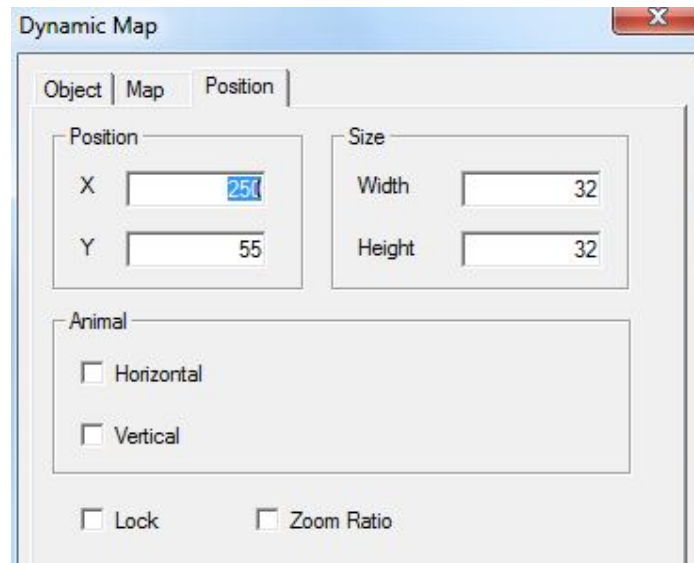 Dynamic Map
Object Map Position
Position Size
X 250 Width 32
Y 55 Height 32
Animal
Horizontal
Vertical
Lock Zoom Ratio